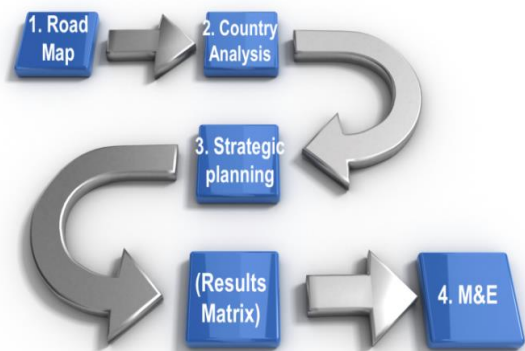 1. Road
Map
2. Country
Analysis
3. Strategic
planning
(Results
Matrix)
4. M&E